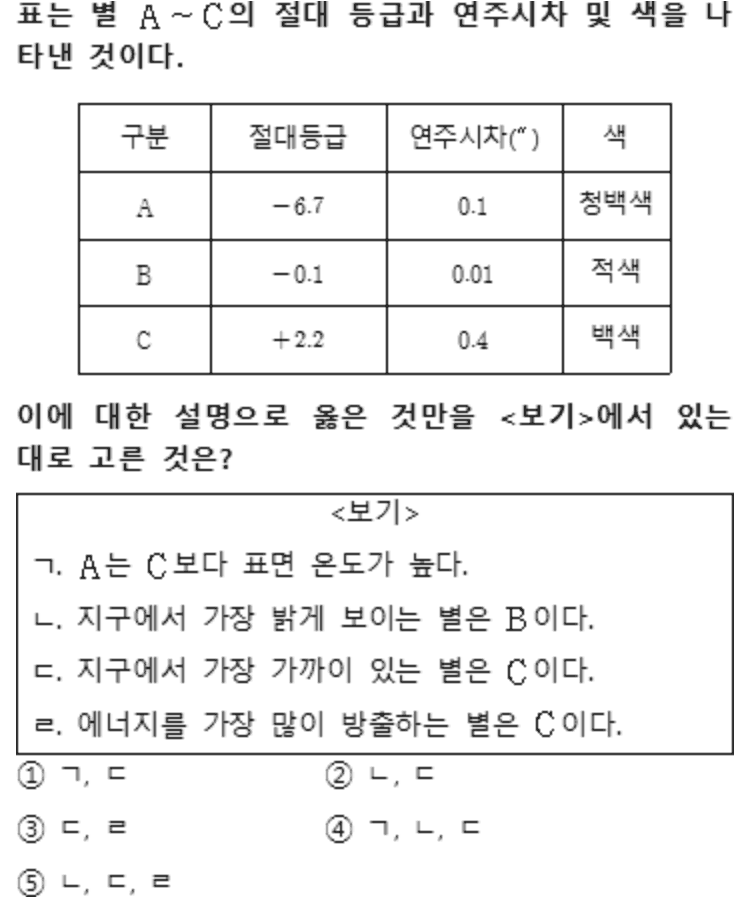 표는 별 A ~ C의 절대 등급과 연주시차 및 색을 나
타낸 것이다.
구분 절대등급 연주시차(″) 색
A －6.7 0.1 청백색
B －0.1 0.01 적색
C ＋2.2 0.4 백색
이에 대한 설명으로 옳은 것만을 <보기>에서 있는
대로 고른 것은?
<보기>
ㄱ. A는 C보다 표면 온도가 높다.
ㄴ. 지구에서 가장 밝게 보이는 별은 B이다.
ㄷ. 지구에서 가장 가까이 있는 별은 C이다.
ㄹ. 에너지를 가장 많이 방출하는 별은 C이다.
① ㄱ, ㄷ ② ㄴ, ㄷ
③ ㄷ, ㄹ ④ ㄱ, ㄴ, ㄷ
⑤ ㄴ, ㄷ, ㄹ